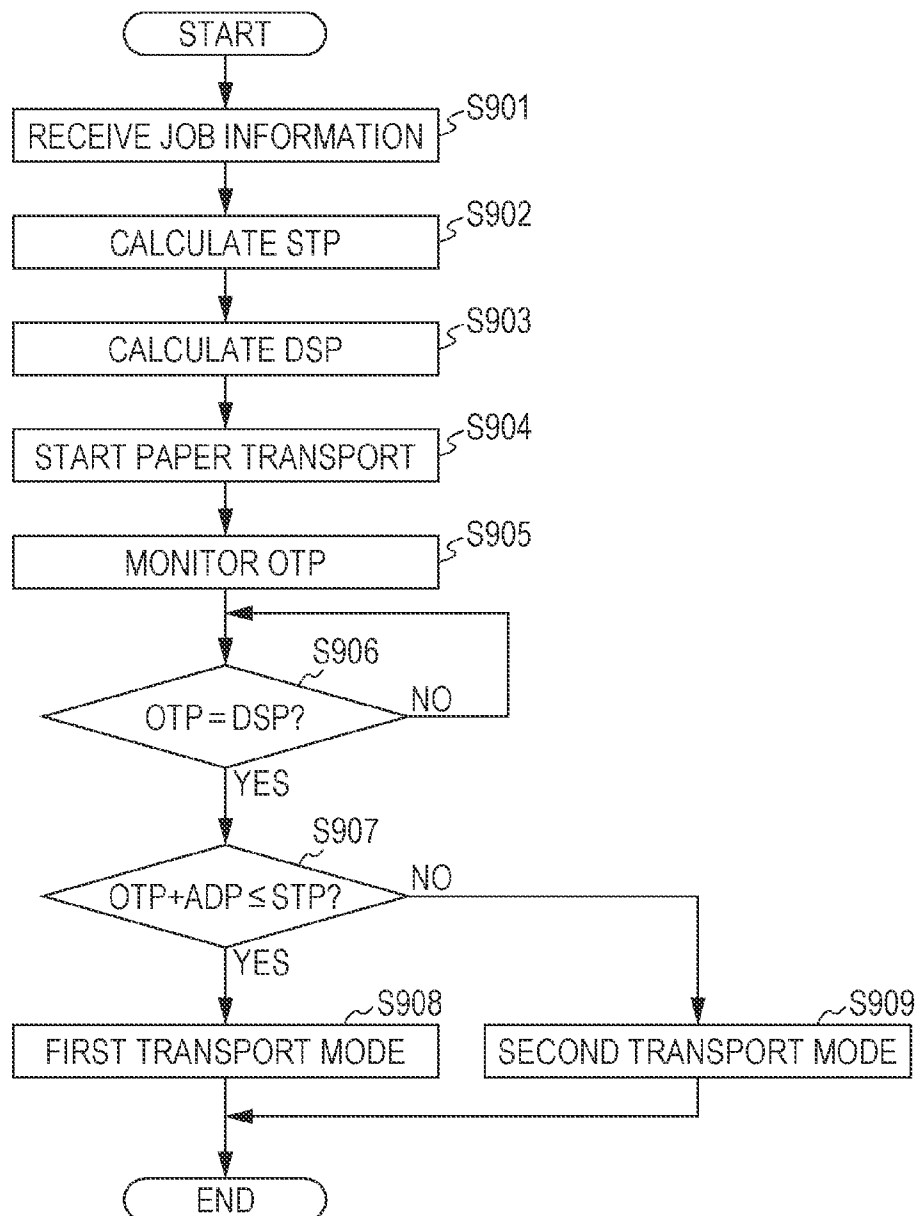 START
S901
RECEIVE JOB INFORMATION
S902
CALCULATE STP
S903
CALCULATE DSP
S904
START PAPER TRANSPORT
S905
MONITOR OTP
S906
OTP = DSP?
NO
YES
S907
OTP+ADP ≤ STP?
NO
YES
S908
FIRST TRANSPORT MODE
S909
SECOND TRANSPORT MODE
END